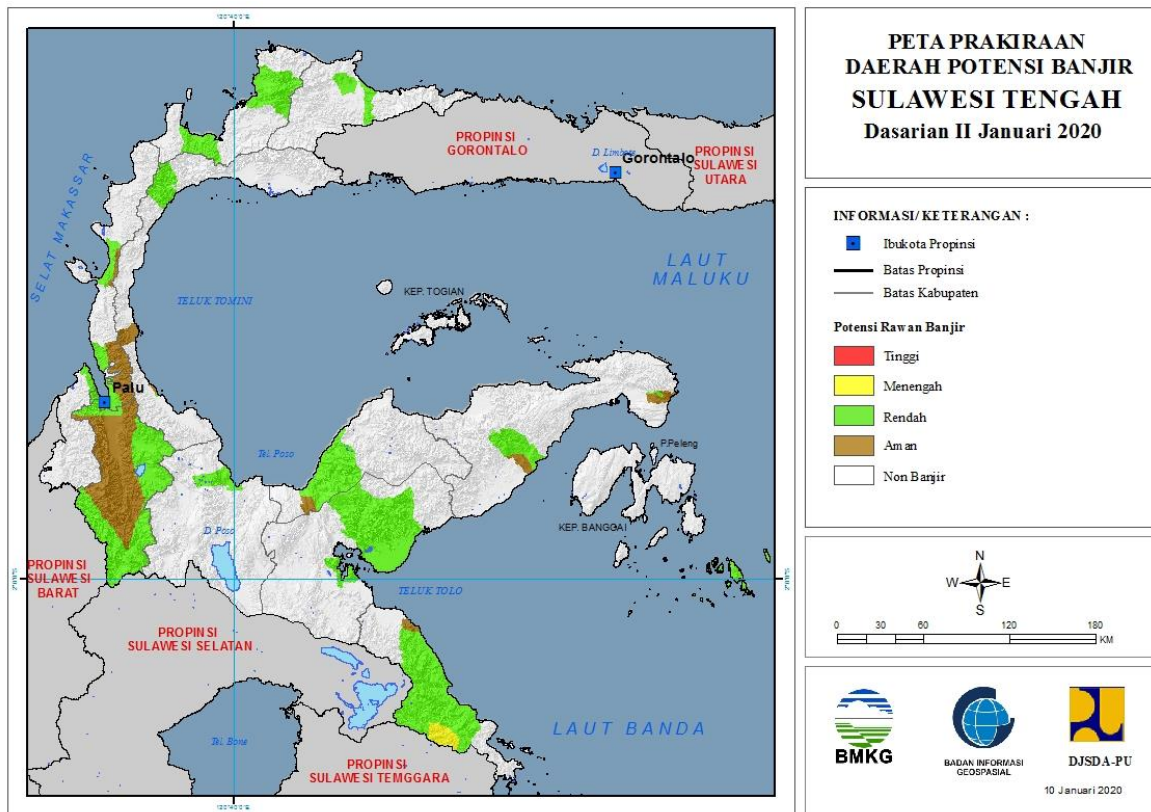 PETA PRAKIRAAN
DAERAH POTENSI BANJIR
SULAWESI TENGAH
Dasarian II Januari 2020
INFORMASI/ KETERANGAN :
Ibukota Propinsi
Batas Propinsi
Batas Kabupaten
Potensi Rawan Banjir
Tinggi
Menengah
Rendah
Aman
Non Banjir
N
W
E
S
0
30
60
120
180
KM
BMKG
BADAN INFORMASI
GEOSPASIAL
DJSDA-PU
10 Januari 2020
PROPINSI
GORONTALO
D. Limboto
Gorontalo
PROPINSI
SULAWESI
UTARA
SELAT MAKASSAR
LAUT
MALUKU
TELUK TOMINI
KEP. TOGIAN
Palu
Tel. Poso
P.Peleng
KEP. BANGGAI
D. Poso
PROPINSI
SULAWESI
BARAT
TELUK TOLO
PROPINSI
SULAWESI SELATAN
LAUT BANDA
Tel. Bone
PROPINSI
SULAWESI TEMGGARA